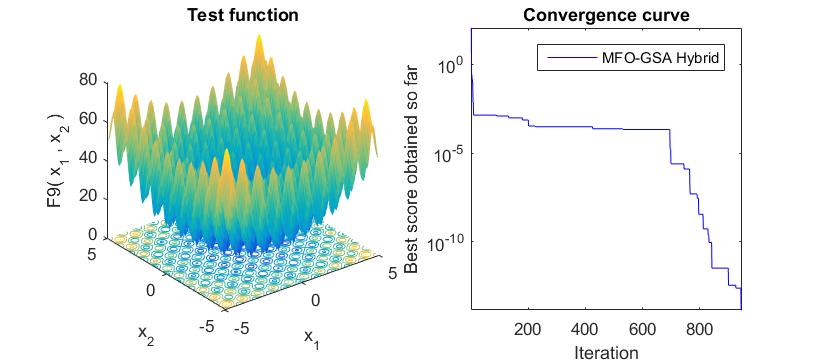 Test function
80
60
40
20
0
F9( x1 , x2 )
5
0
-5
x2
-5
0
5
x1
Convergence curve
MFO-GSA Hybrid
10^0
10^-5
10^-10
Best score obtained so far
200 400 600 800
Iteration